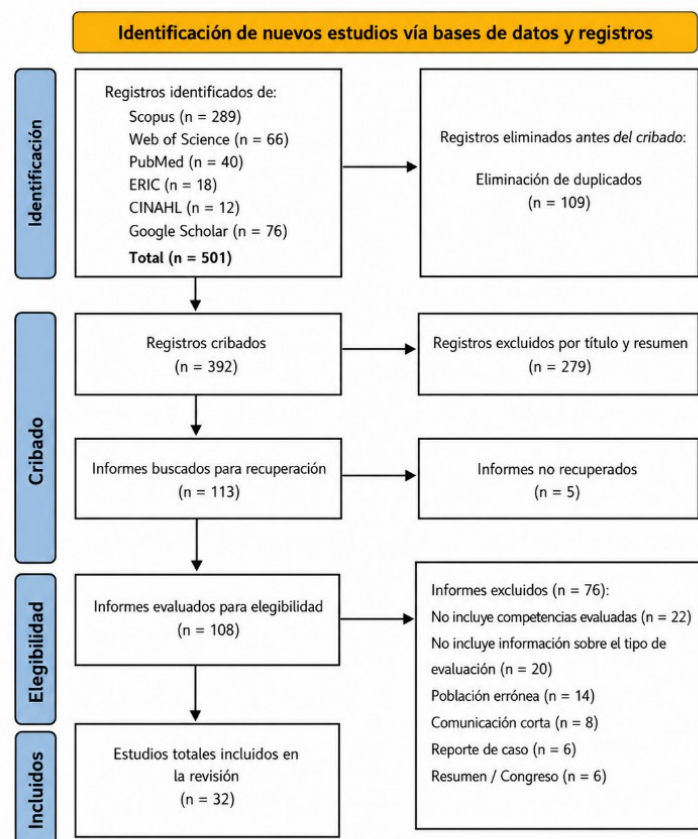 Identificación de nuevos estudios vía bases de datos y registros
Identificación
Registros identificados de:
Scopus (n = 289)
Web of Science (n = 66)
PubMed (n = 40)
ERIC (n = 18)
CINAHL (n = 12)
Google Scholar (n = 76)
Total (n = 501)
Registros eliminados antes del cribado:
Eliminación de duplicados
(n = 109)
Cribado
Registros cribados
(n = 392)
Registros excluidos por título y resumen
(n = 279)
Informes buscados para recuperación
(n = 113)
Informes no recuperados
(n = 5)
Elegibilidad
Informes evaluados para elegibilidad
(n = 108)
Informes excluidos (n = 76):
No incluye competencias evaluadas (n = 22)
No incluye información sobre el tipo de
evaluación (n = 20)
Población errónea (n = 14)
Comunicación corta (n = 8)
Reporte de caso (n = 6)
Resumen / Congreso (n = 6)
Incluidos
Estudios totales incluidos en
la revisión
(n = 32)